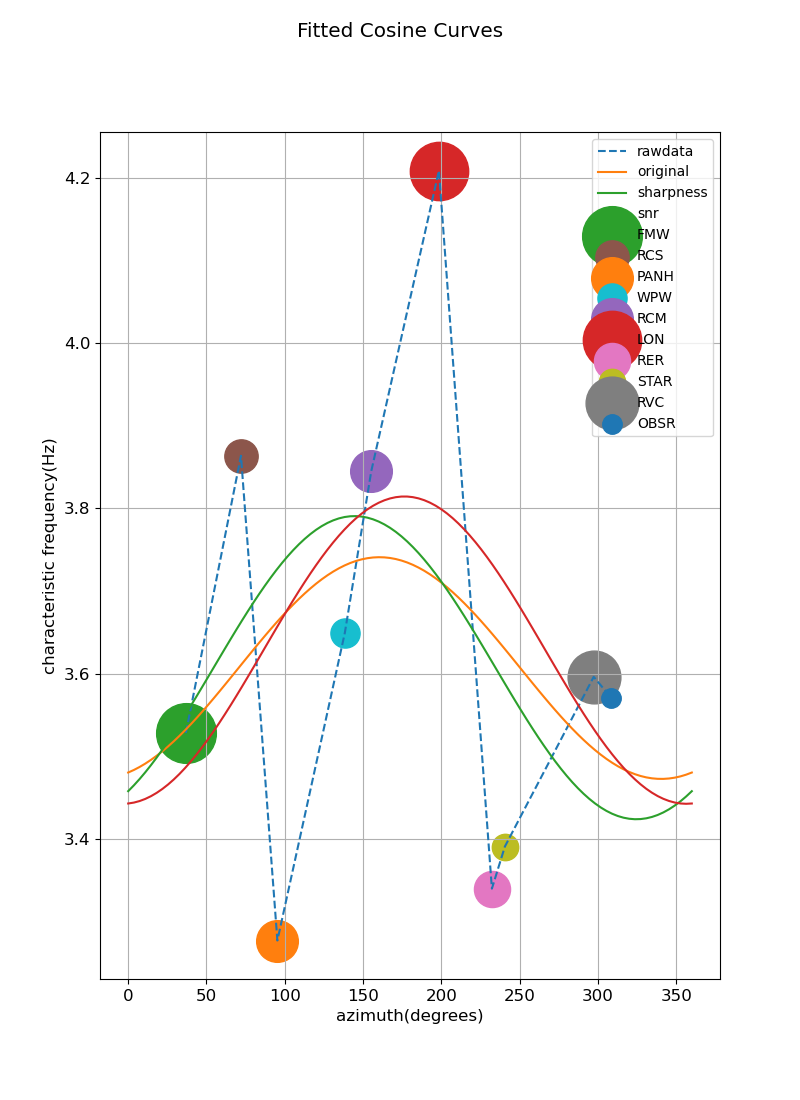 Fitted Cosine Curves
rawdata
original
sharpness
snr
FMW
RCS
PANH
WPW
RCM
LON
RER
STAR
RVC
OBSR
4.2
4.0
3.8
3.6
3.4
characteristic frequency(Hz)
0 50 100 150 200 250 300 350
azimuth(degrees)